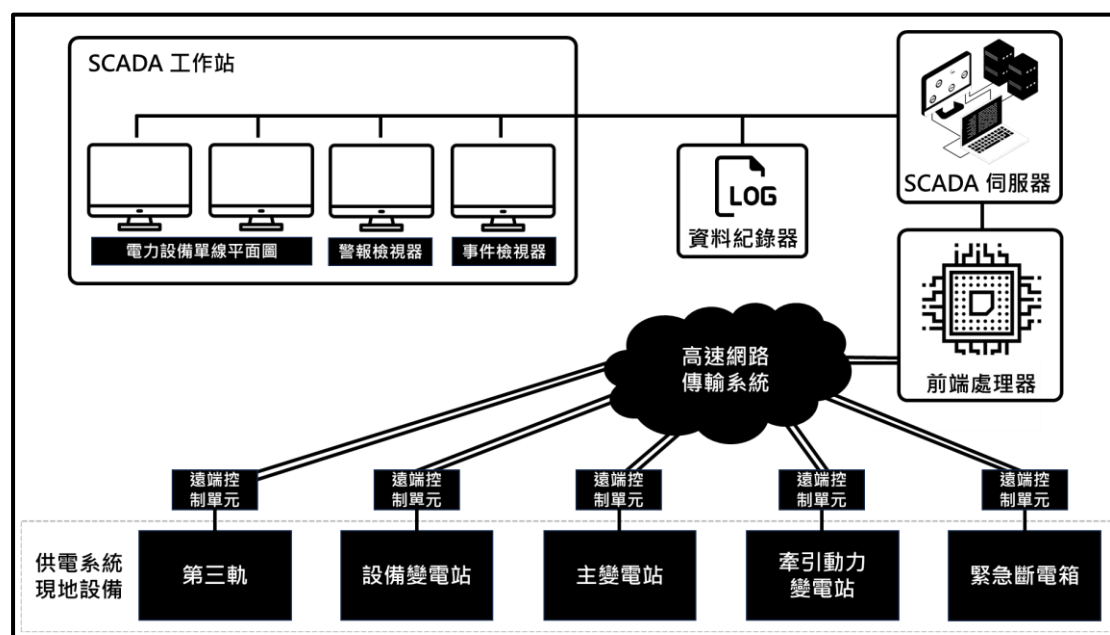 SCADA 工作站
電力設備單線平面圖
警報檢視器
事件檢視器
LOG
資料紀錄器
SCADA 伺服器
前端處理器
高速網路
傳輸系統
遠端控
制單元
遠端控
制單元
遠端控
制單元
遠端控
制單元
遠端控
制單元
供電系統
現地設備
第三軌
設備變電站
主變電站
牽引動力
變電站
緊急斷電箱